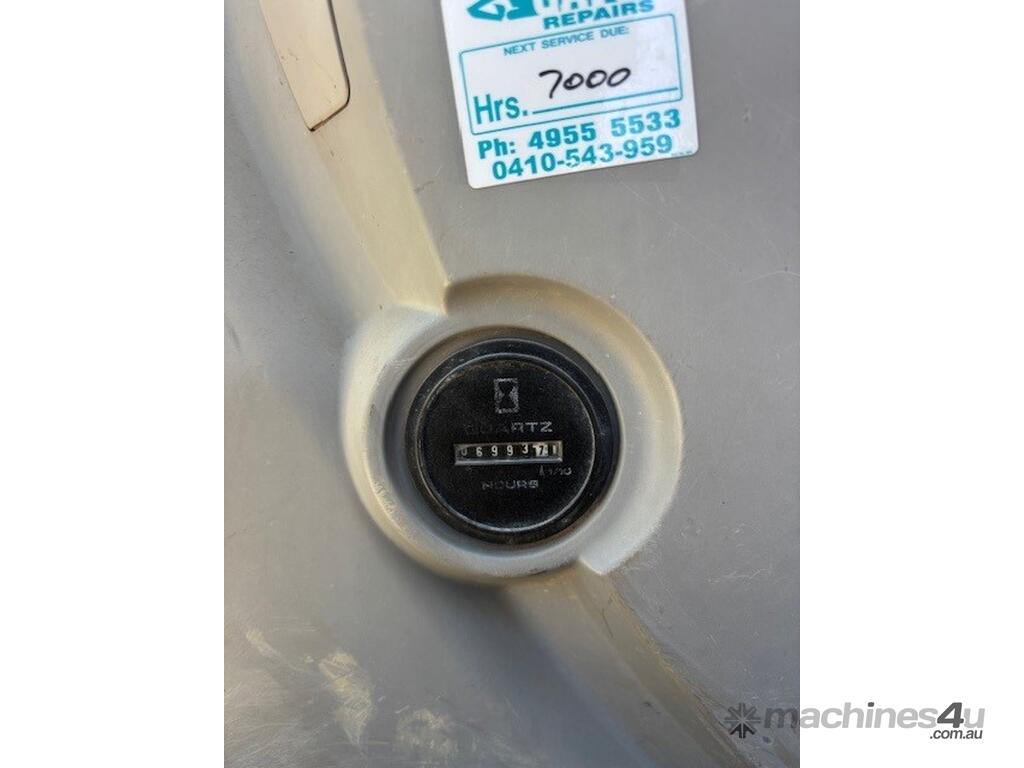 REPAIRS
NEXT SERVICE DUE:
7000
Hrs.
Ph: 4955 5533
0410-543-959
QUARTZ
0699371
1/10
HOURS
machines4u
.com.au